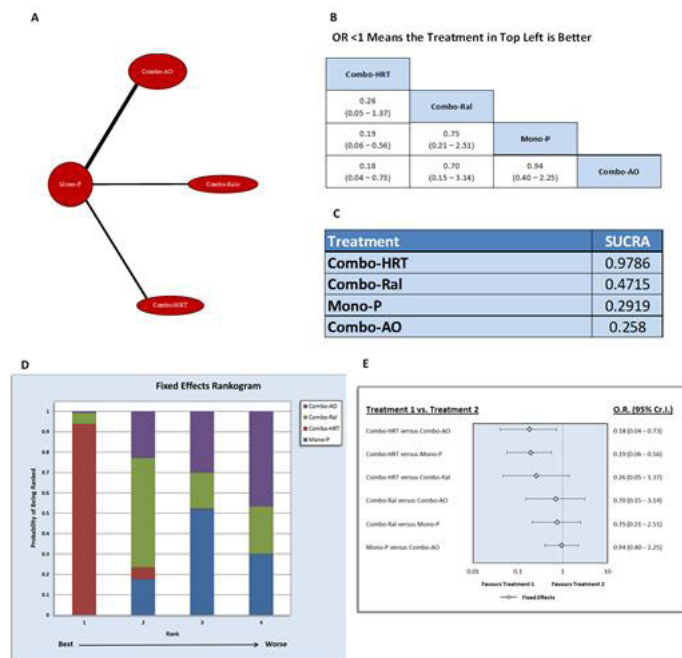 A
Combo-AO
Mono-P
Combo-Ralo
Combo-HRT
B
OR <1 Means the Treatment in Top Left is Better
Combo-HRT
0.26
(0.05 – 1.37)
Combo-Ral
0.19
(0.06 – 0.56)
0.75
(0.21 – 2.51)
Mono-P
0.18
(0.04 – 0.73)
0.70
(0.15 – 3.14)
0.94
(0.40 – 2.25)
Combo-AO
C
Treatment SUCRA
Combo-HRT 0.9786
Combo-Ral 0.4715
Mono-P 0.2919
Combo-AO 0.258
D
Fixed Effects Rankogram
Probability of Being Ranked
1
0.9
0.8
0.7
0.6
0.5
0.4
0.3
0.2
0.1
0
1 2 3 4
Rank
Best Worse
Combo-AO
Combo-Ral
Combo-HRT
Mono-P
E
Treatment 1 vs. Treatment 2 O.R. (95% Cr.I.)
Combo-HRT versus Combo-AO 0.18 (0.04 – 0.73)
Combo-HRT versus Mono-P 0.19 (0.06 – 0.56)
Combo-HRT versus Combo-Ral 0.26 (0.05 – 1.37)
Combo-Ral versus Combo-AO 0.70 (0.15 – 3.14)
Combo-Ral versus Mono-P 0.75 (0.21 – 2.51)
Mono-P versus Combo-AO 0.94 (0.40 – 2.25)
0.01 0.1 1 10
Favours Treatment 1 Favours Treatment 2
Fixed Effects